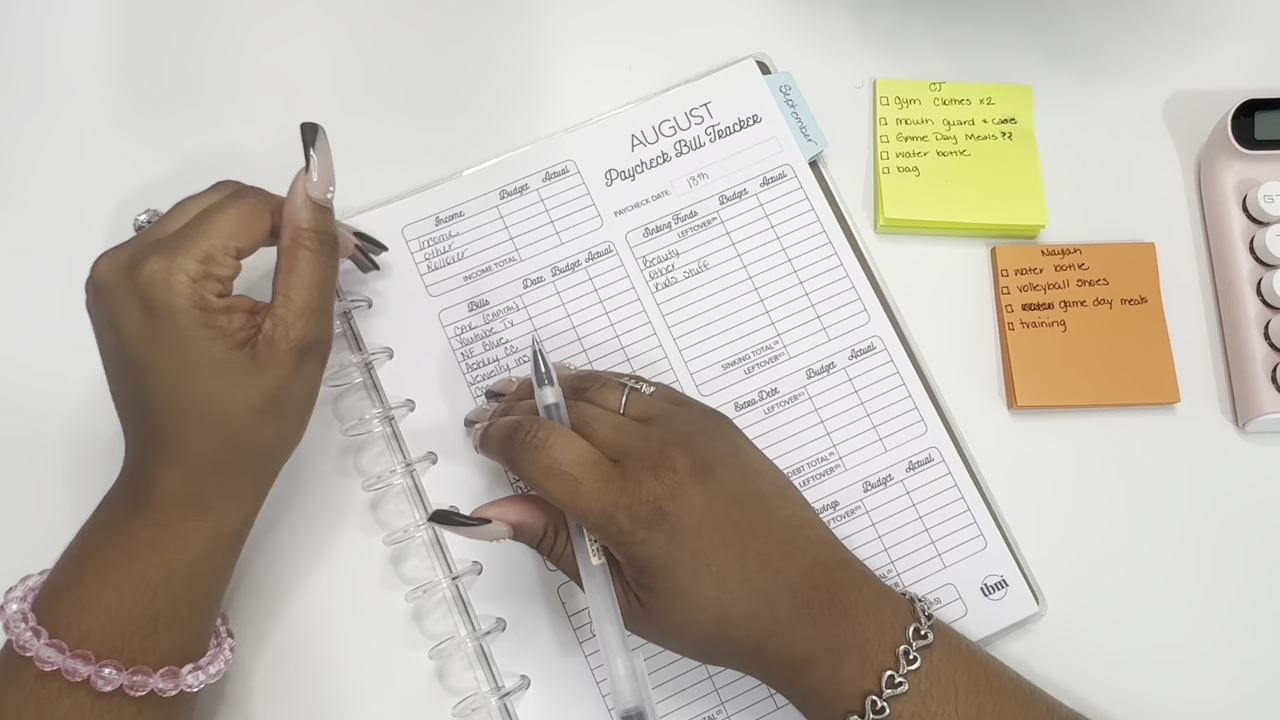 AUGUST
Paycheck Bill Tracker
PAYCHECK DATE: 18th
September
Income Budget Actual
Income
Other
Rollover
INCOME TOTAL
Bills Date Budget Actual
CAR (CAPITAL
Youtube TV
NF Blue
Ashley CC
Jewelry ins
Sinking Funds Budget Actual
LEFTOVER
Beauty
Other
Kids stuff
SINKING TOTAL
LEFTOVER
Extra Debt Budget Actual
LEFTOVER
DEBT TOTAL
LEFTOVER
Budget Actual
tbmi
CJ
gym clothes x2
mouth guard + case
Game Day Meals??
water bottle
bag
Nayah
water bottle
volleyball shoes
game day meals
training